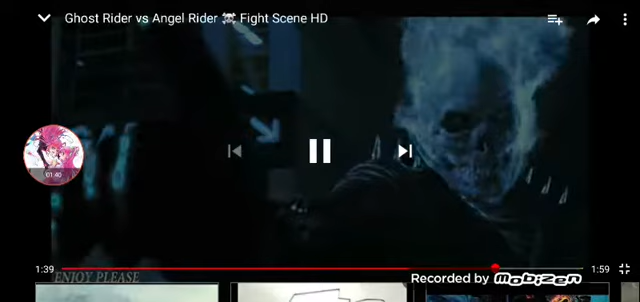 Ghost Rider vs Angel Rider ☠ Fight Scene HD
01:40
1:39
1:59
ENJOY PLEASE
Recorded by MOBIZEN